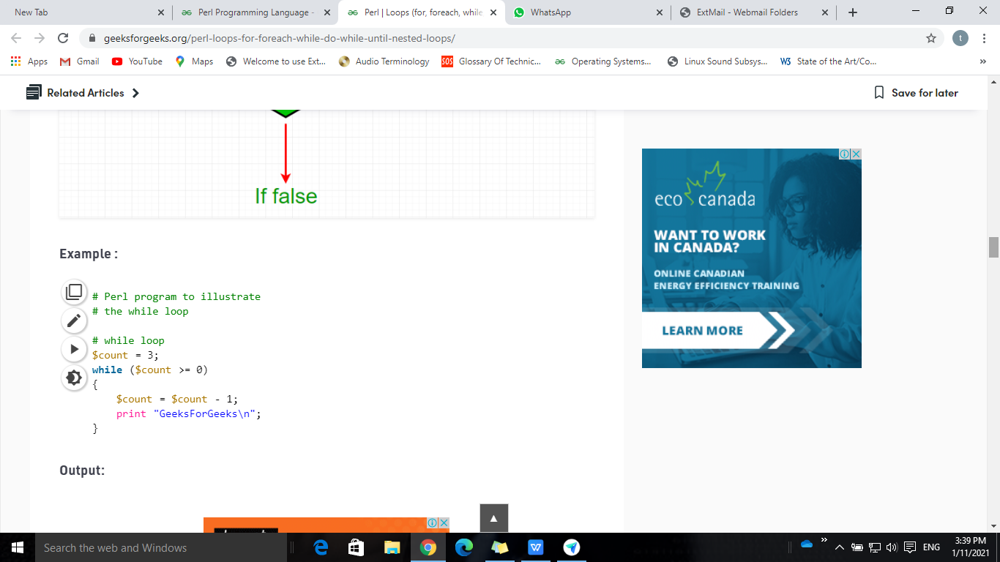 New Tab
Perl Programming Language -
Perl | Loops (for, foreach, while
WhatsApp
ExtMail - Webmail Folders
geeksforgeeks.org/perl-loops-for-foreach-while-do-while-until-nested-loops/
t
Apps
Gmail
YouTube
Maps
Welcome to use Ext...
Audio Terminology
SOS
Glossary Of Technic...
Operating Systems...
Linux Sound Subsys...
W3
State of the Art/Co...
»
Related Articles
Save for later
If false
eco canada
WANT TO WORK
IN CANADA?
ONLINE CANADIAN
ENERGY EFFICIENCY TRAINING
LEARN MORE
Example :
# Perl program to illustrate
# the while loop
# while loop
$count = 3;
while ($count >= 0)
{
    $count = $count - 1;
    print "GeeksForGeeks\n";
}
Output:
Search the web and Windows
W
ENG
3:39 PM
1/11/2021